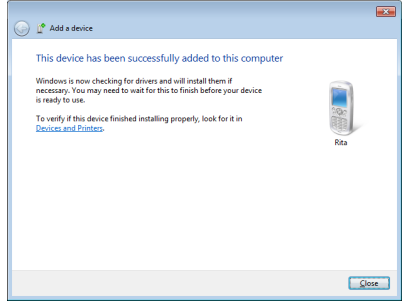 Add a device
This device has been successfully added to this computer
Windows is now checking for drivers and will install them if
necessary. You may need to wait for this to finish before your device
is ready to use.
To verify if this device finished installing properly, look for it in
Devices and Printers.
Rita
Close